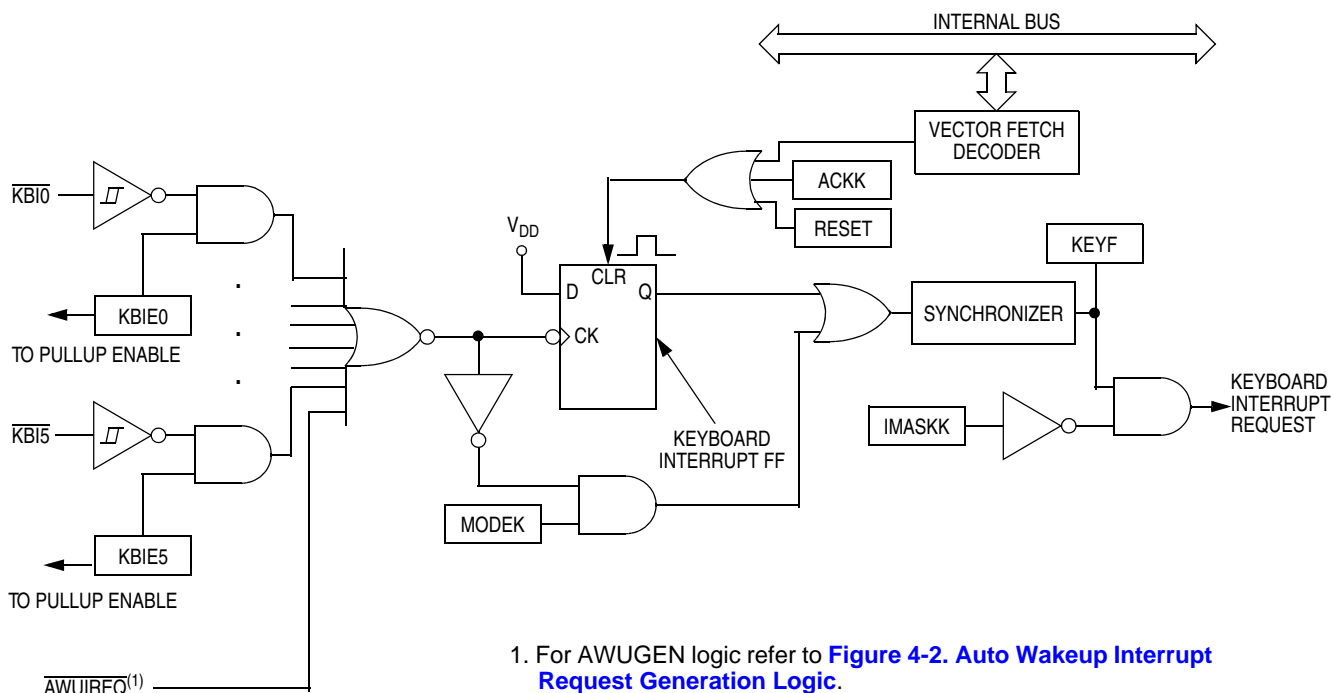 INTERNAL BUS
VECTOR FETCH
DECODER
ACKK
RESET
KBI0
VDD
KEYF
CLR
D
Q
CK
SYNCHRONIZER
KBIE0
TO PULLUP ENABLE
KBI5
KEYBOARD
INTERRUPT FF
IMASKK
KEYBOARD
INTERRUPT
REQUEST
MODEK
KBIE5
TO PULLUP ENABLE
1. For AWUGEN logic refer to Figure 4-2. Auto Wakeup Interrupt
Request Generation Logic.
AWUIREQ(1)